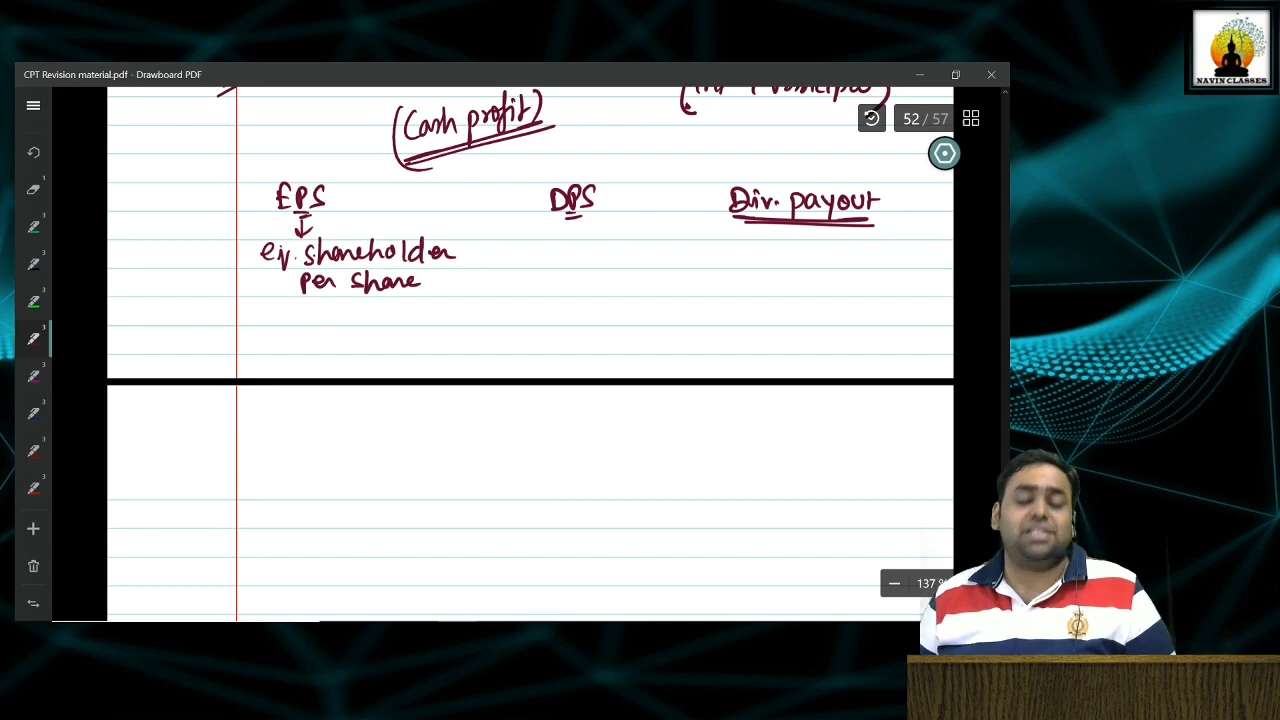 NAVIN CLASSES
CPT Revision material.pdf - Drawboard PDF
(Cash profit)
52 / 57
EPS
DPS
Div. payout
eq. shareholder
per share
137 %